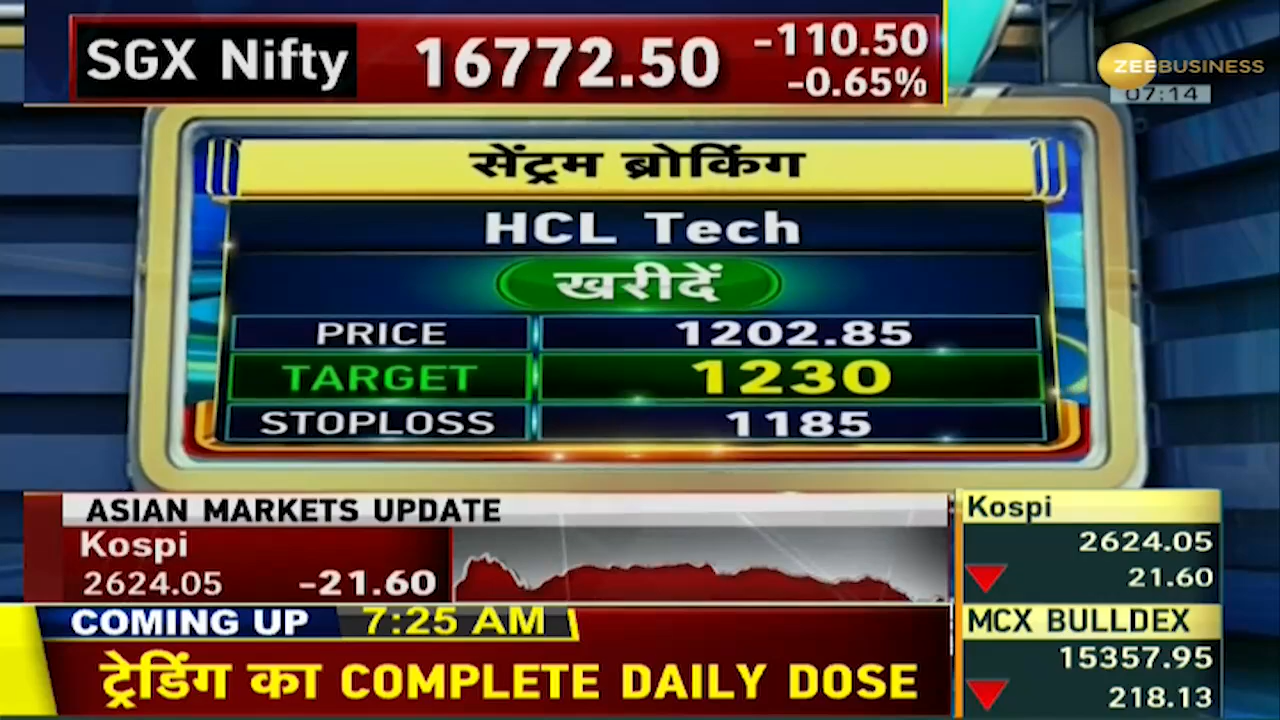 SGX Nifty 16772.50 -110.50
-0.65%
ZEEBUSINESS
07:14
सेंट्रम ब्रोकिंग
HCL Tech
खरीदें
PRICE 1202.85
TARGET 1230
STOPLOSS 1185
ASIAN MARKETS UPDATE
Kospi
2624.05 -21.60
Kospi
2624.05
21.60
MCX BULLDEX
15357.95
218.13
COMING UP 7:25 AM
ट्रेडिंग का COMPLETE DAILY DOSE